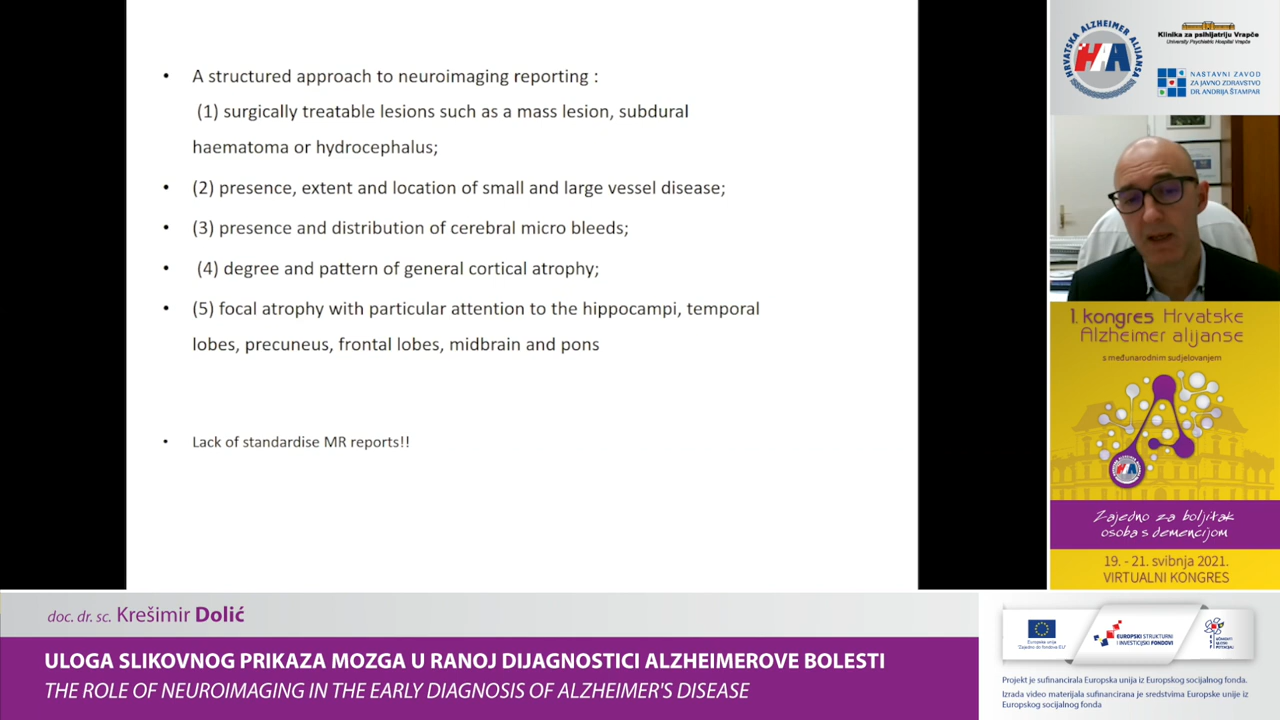 • A structured approach to neuroimaging reporting :
(1) surgically treatable lesions such as a mass lesion, subdural
haematoma or hydrocephalus;
• (2) presence, extent and location of small and large vessel disease;
• (3) presence and distribution of cerebral micro bleeds;
• (4) degree and pattern of general cortical atrophy;
• (5) focal atrophy with particular attention to the hippocampi, temporal
lobes, precuneus, frontal lobes, midbrain and pons
• Lack of standardise MR reports!!
HRVATSKA ALZHEIMER ALIJANSA
HAA
Klinika za psihijatriju Vrapče
University Psychiatric Hospital Vrapče
NASTAVNI ZAVOD
ZA JAVNO ZDRAVSTVO
DR. ANDRIJA ŠTAMPAR
1. kongres Hrvatske
Alzheimer alijanse
s međunarodnim sudjelovanjem
Zajedno za boljitak
osoba s demencijom
19. - 21. svibnja 2021.
VIRTUALNI KONGRES
doc. dr. sc. Krešimir Dolić
ULOGA SLIKOVNOG PRIKAZA MOZGA U RANOJ DIJAGNOSTICI ALZHEIMEROVE BOLESTI
THE ROLE OF NEUROIMAGING IN THE EARLY DIAGNOSIS OF ALZHEIMER'S DISEASE
Europska unija
"Zajedno do fondova EU"
EUROPSKI STRUKTURNI
I INVESTICIJSKI FONDOVI
Projekt je sufinancirala Europska unija iz Europskog socijalnog fonda.
Izrada video materijala sufinancirana je sredstvima Europske unije iz
Europskog socijalnog fonda